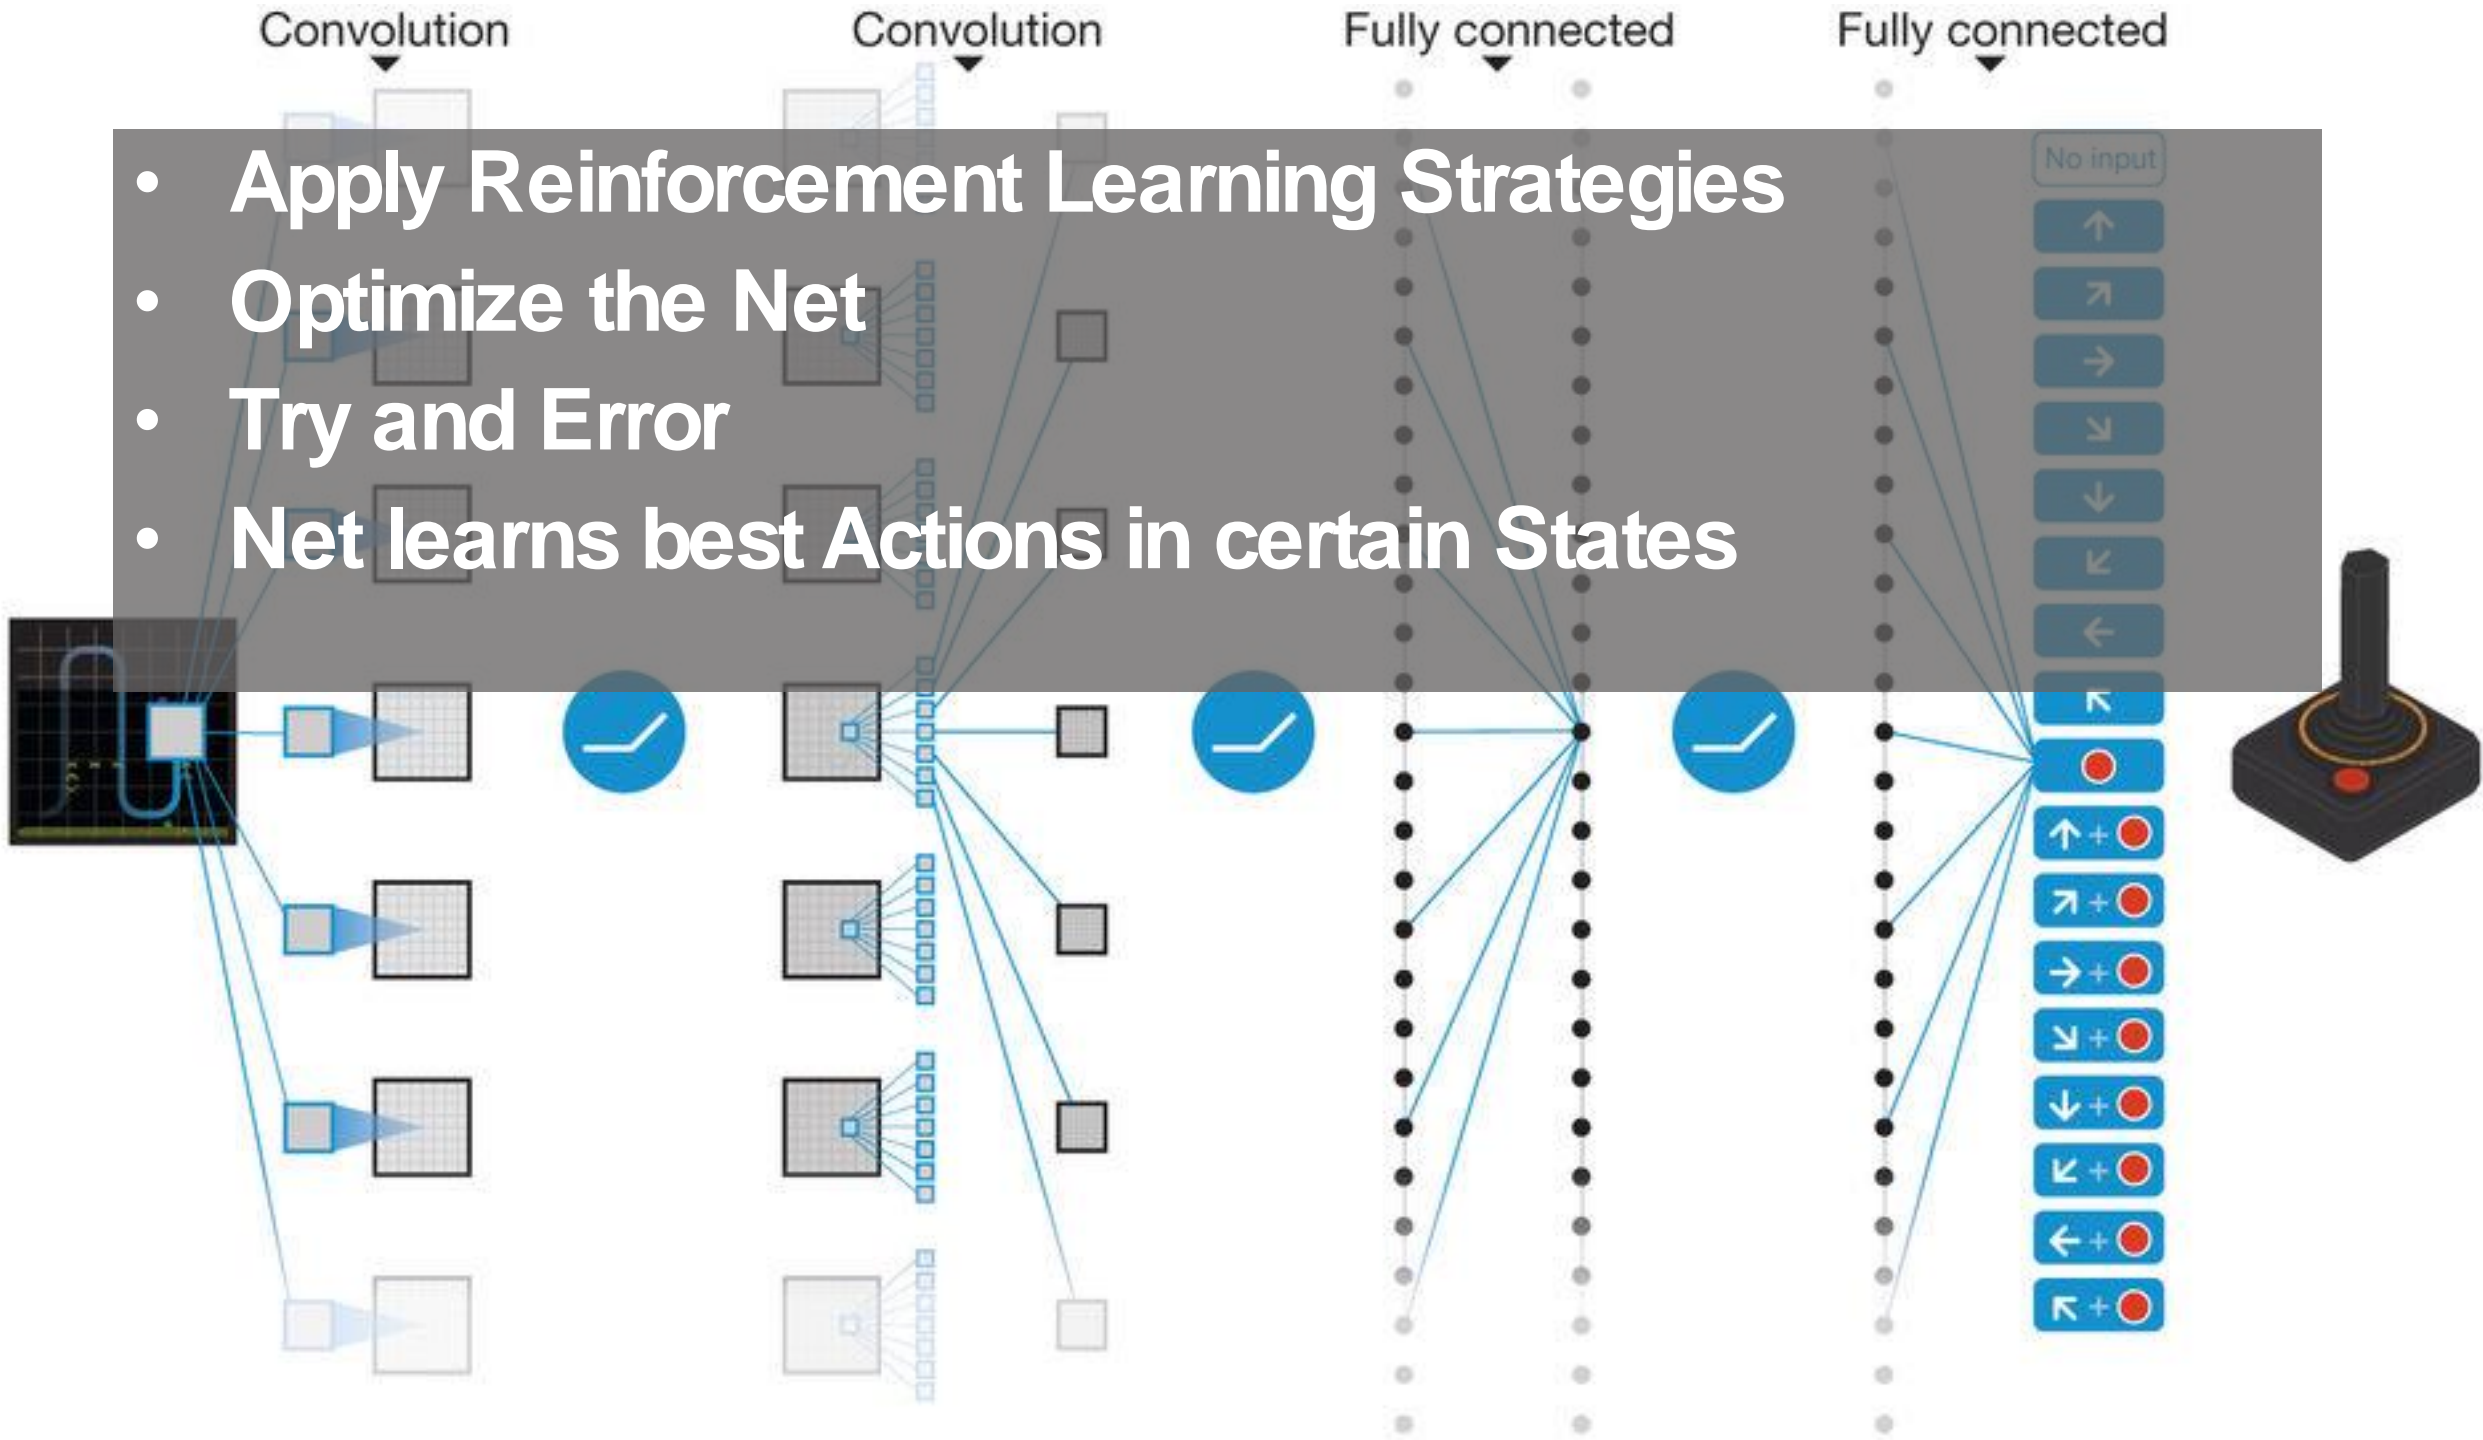 Convolution Convolution Fully connected Fully connected
• Apply Reinforcement Learning Strategies
No input
• Optimize the Net
• Try and Error
• Net learns best Actions in certain States